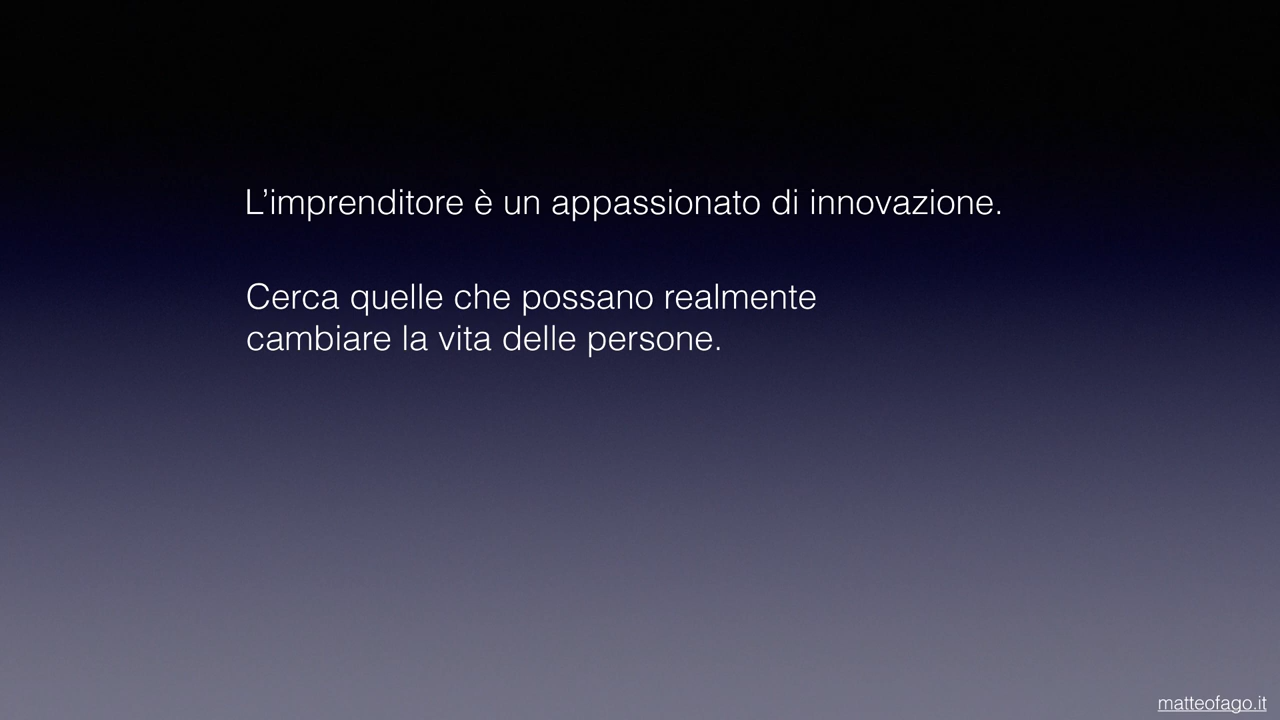 L’imprenditore è un appassionato di innovazione.
Cerca quelle che possano realmente
cambiare la vita delle persone.
matteofago.it